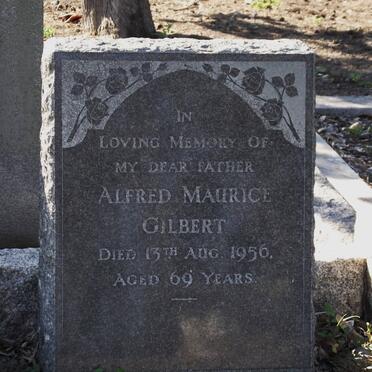 IN
LOVING MEMORY OF
MY DEAR FATHER
ALFRED MAURICE
GILBERT
DIED 13TH AUG. 1956,
AGED 69 YEARS.